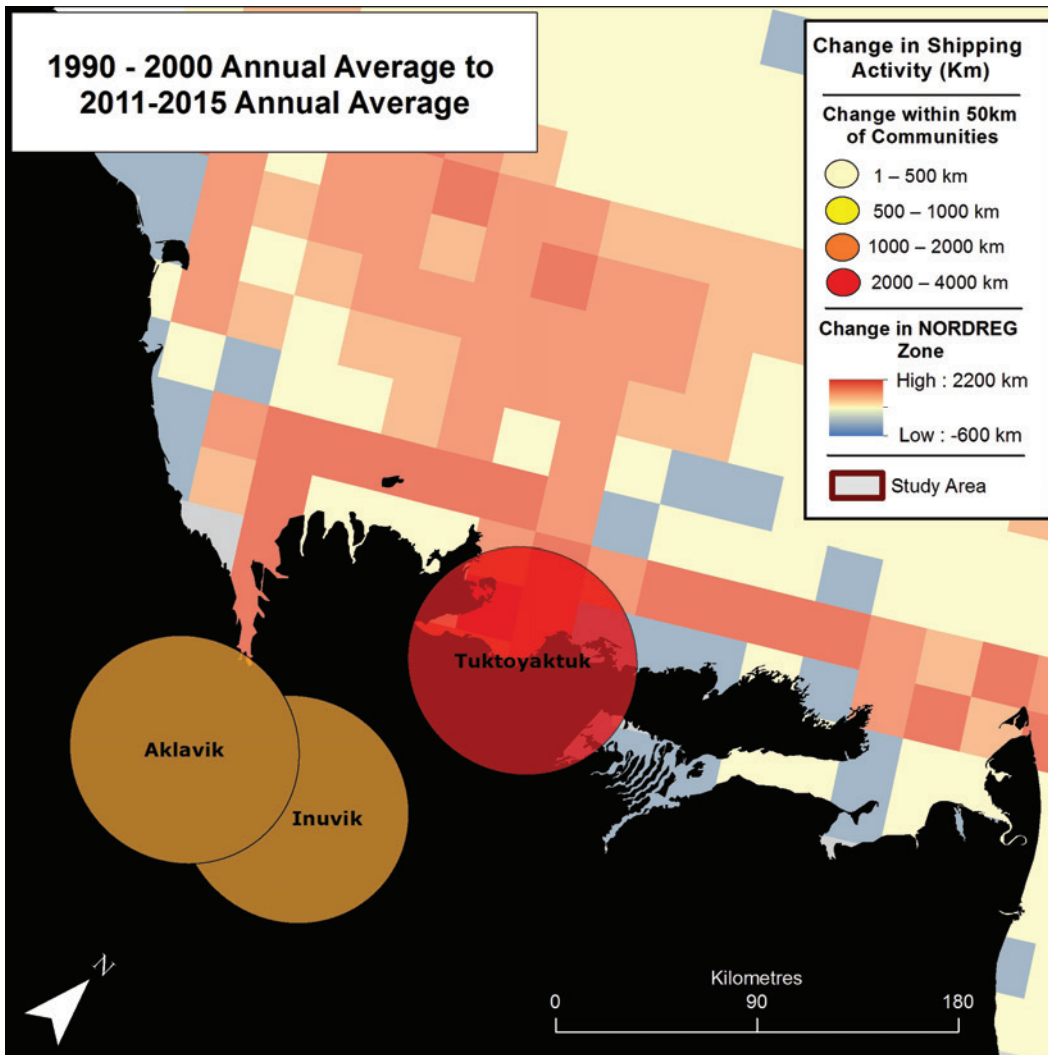 1990 - 2000 Annual Average to
2011-2015 Annual Average
Change in Shipping
Activity (Km)
Change within 50km
of Communities
1 – 500 km
500 – 1000 km
1000 – 2000 km
2000 – 4000 km
Change in NORDREG
Zone
High : 2200 km
Low : -600 km
Study Area
Tuktoyaktuk
Aklavik
Inuvik
N
Kilometres
0 90 180